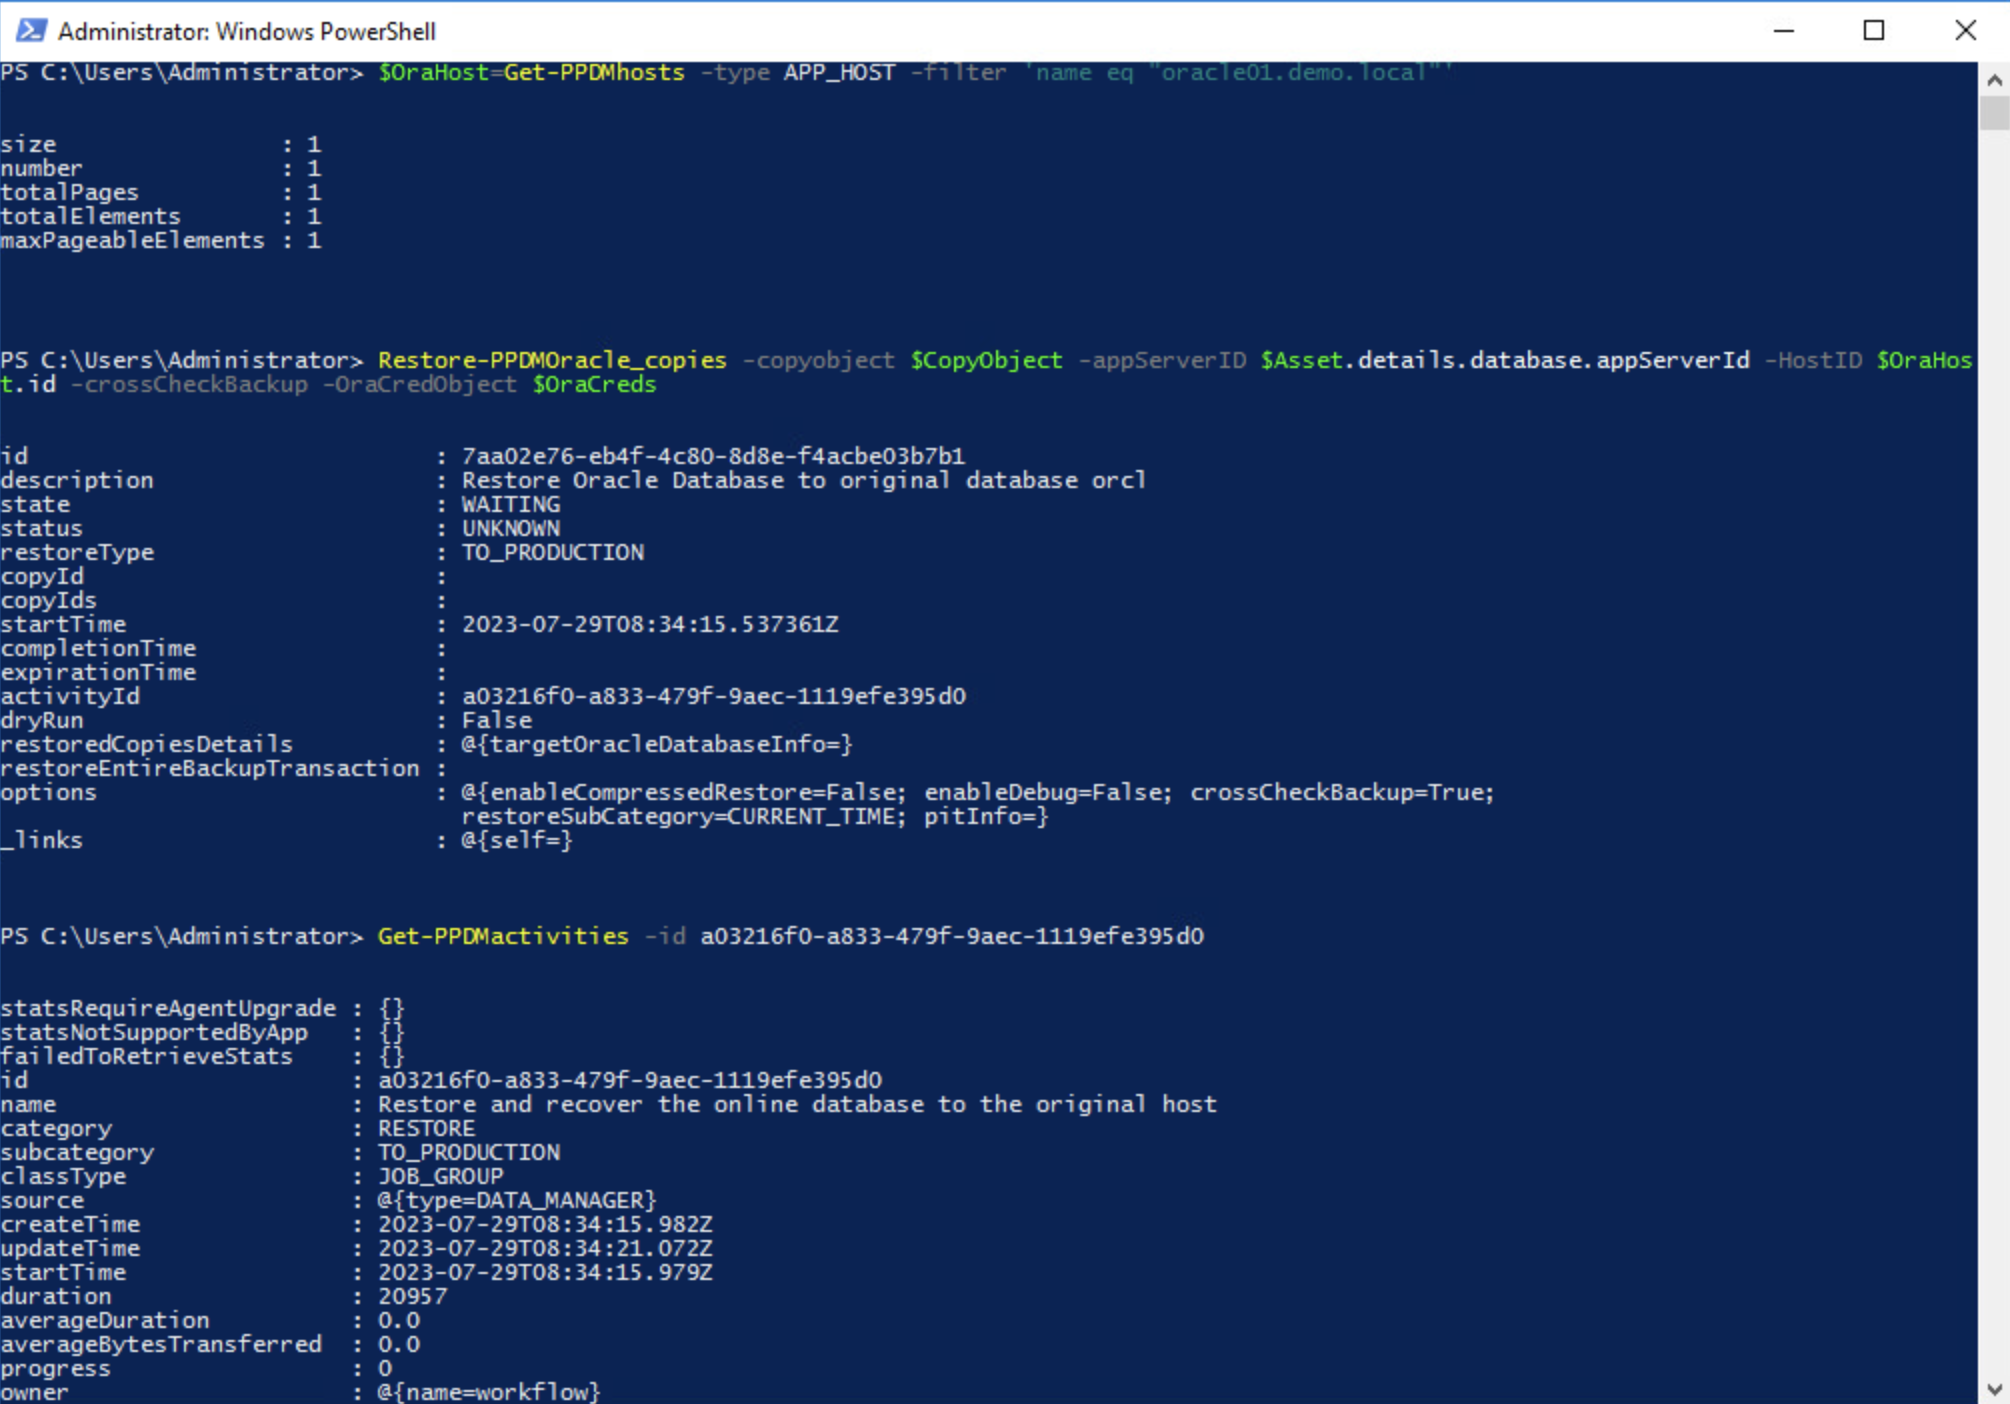 Administrator: Windows PowerShell
PS C:\Users\Administrator> $OraHost=Get-PPDMhosts -type APP_HOST -filter 'name eq "oracle01.demo.local"'
size : 1
number : 1
totalPages : 1
totalElements : 1
maxPageableElements : 1
PS C:\Users\Administrator> Restore-PPDMOracle_copies -copyobject $CopyObject -appServerID $Asset.details.database.appServerId -HostID $OraHos
t.id -crossCheckBackup -OraCredObject $OraCreds
id : 7aa02e76-eb4f-4c80-8d8e-f4acbe03b7b1
description : Restore Oracle Database to original database orcl
state : WAITING
status : UNKNOWN
restoreType : TO_PRODUCTION
copyId :
copyIds :
startTime : 2023-07-29T08:34:15.537361Z
completionTime :
expirationTime :
activityId : a03216f0-a833-479f-9aec-1119efe395d0
dryRun : False
restoredCopiesDetails : @{targetOracleDatabaseInfo=}
restoreEntireBackupTransaction :
options : @{enableCompressedRestore=False; enableDebug=False; crossCheckBackup=True;
restoreSubCategory=CURRENT_TIME; pitInfo=}
_links : @{self=}
PS C:\Users\Administrator> Get-PPDMactivities -id a03216f0-a833-479f-9aec-1119efe395d0
statsRequireAgentUpgrade : {}
statsNotSupportedByApp : {}
failedToRetrieveStats : {}
id : a03216f0-a833-479f-9aec-1119efe395d0
name : Restore and recover the online database to the original host
category : RESTORE
subcategory : TO_PRODUCTION
classType : JOB_GROUP
source : @{type=DATA_MANAGER}
createTime : 2023-07-29T08:34:15.982Z
updateTime : 2023-07-29T08:34:21.072Z
startTime : 2023-07-29T08:34:15.979Z
duration : 20957
averageDuration : 0.0
averageBytesTransferred : 0.0
progress : 0
owner : @{name=workflow}